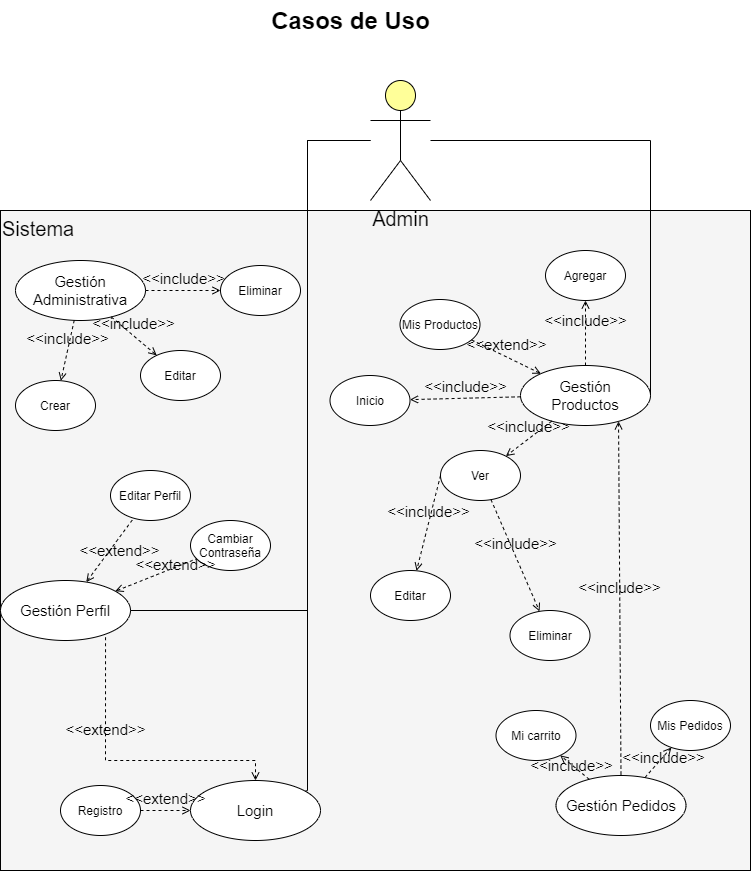 Casos de Uso
Admin
Sistema
Gestión
Administrativa
<<include>>
Eliminar
<<include>>
<<include>>
Editar
Crear
Agregar
<<include>>
Mis Productos
<<extend>>
Gestión
Productos
<<include>>
Inicio
<<include>>
Ver
<<include>>
<<include>>
Editar
Eliminar
Editar Perfil
<<extend>>
Cambiar
Contraseña
<<extend>>
Gestión Perfil
<<include>>
<<extend>>
Mis Pedidos
Mi carrito
<<include>>
<<include>>
Gestión Pedidos
Registro
<<extend>>
Login